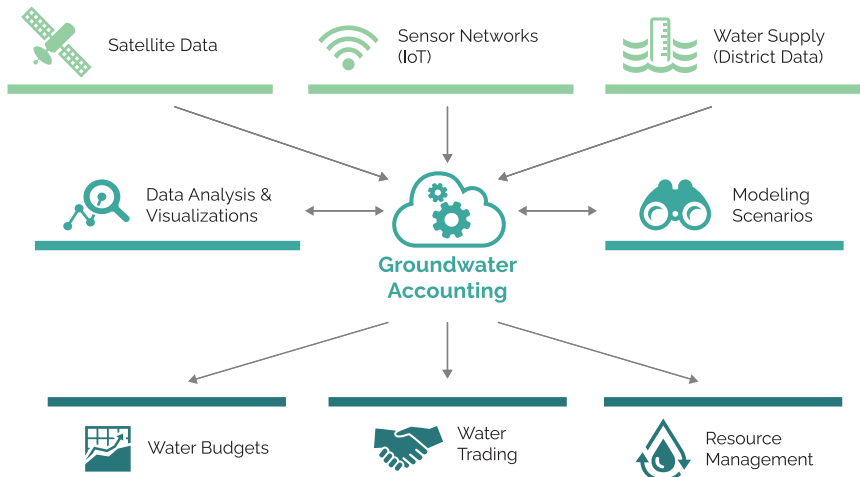 Satellite Data
Sensor Networks
(IoT)
Water Supply
(District Data)
Data Analysis &
Visualizations
Modeling
Scenarios
Groundwater
Accounting
Water Budgets
Water
Trading
Resource
Management